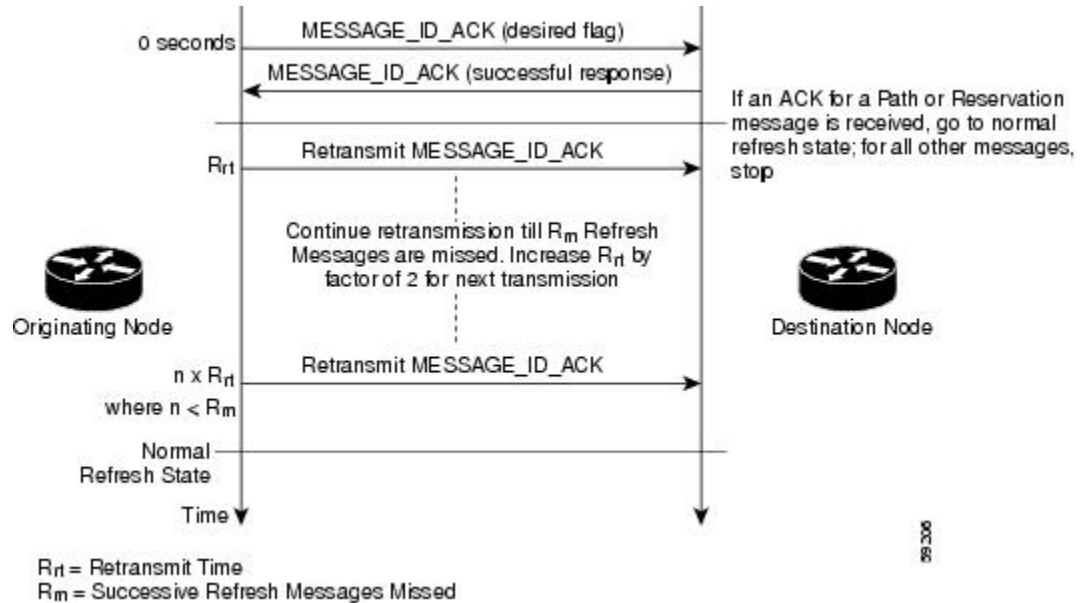 0 seconds
MESSAGE_ID_ACK (desired flag)
MESSAGE_ID_ACK (successful response)
If an ACK for a Path or Reservation
message is received, go to normal
refresh state; for all other messages,
stop
Rrt
Retransmit MESSAGE_ID_ACK
Continue retransmission till Rm Refresh
Messages are missed. Increase Rrt by
factor of 2 for next transmission
Originating Node
Destination Node
n x Rrt
Retransmit MESSAGE_ID_ACK
where n < Rm
Normal
Refresh State
Time
Rrt = Retransmit Time
Rm = Successive Refresh Messages Missed